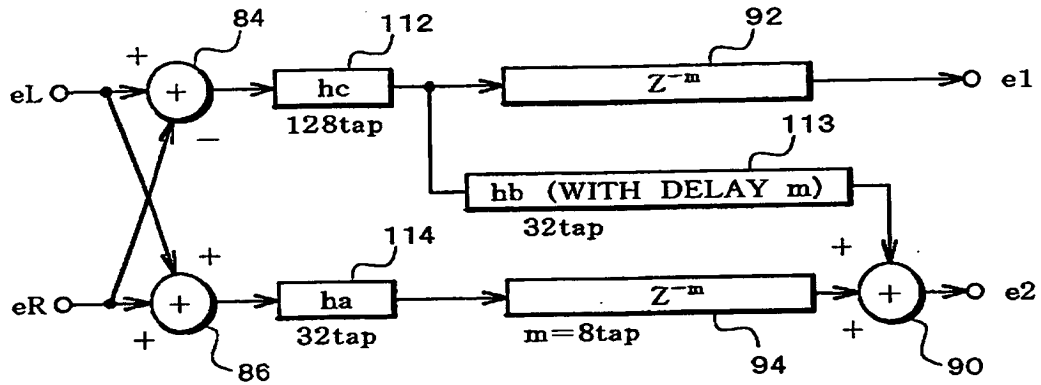 84
112
92
+
eL
+
hc
Z⁻ᵐ
e1
128tap
−
113
hb (WITH DELAY m)
32tap
+
114
+
eR
+
ha
Z⁻ᵐ
+
e2
+
32tap
m=8tap
+
86
94
90